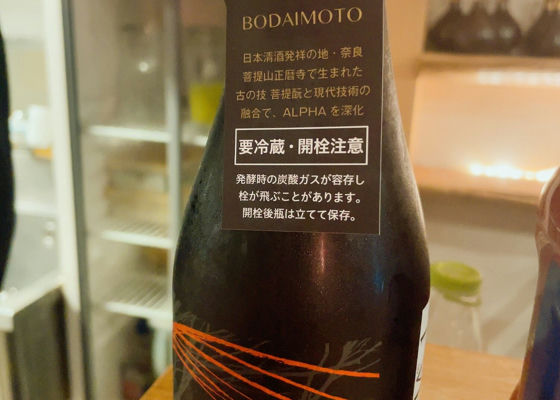 BODAIMOTO
日本清酒発祥の地・奈良
菩提山正暦寺で生まれた
古の技 菩提酛と現代技術の
融合で、ALPHA を深化
要冷蔵・開栓注意
発酵時の炭酸ガスが容存し
栓が飛ぶことがあります。
開栓後瓶は立てて保存。